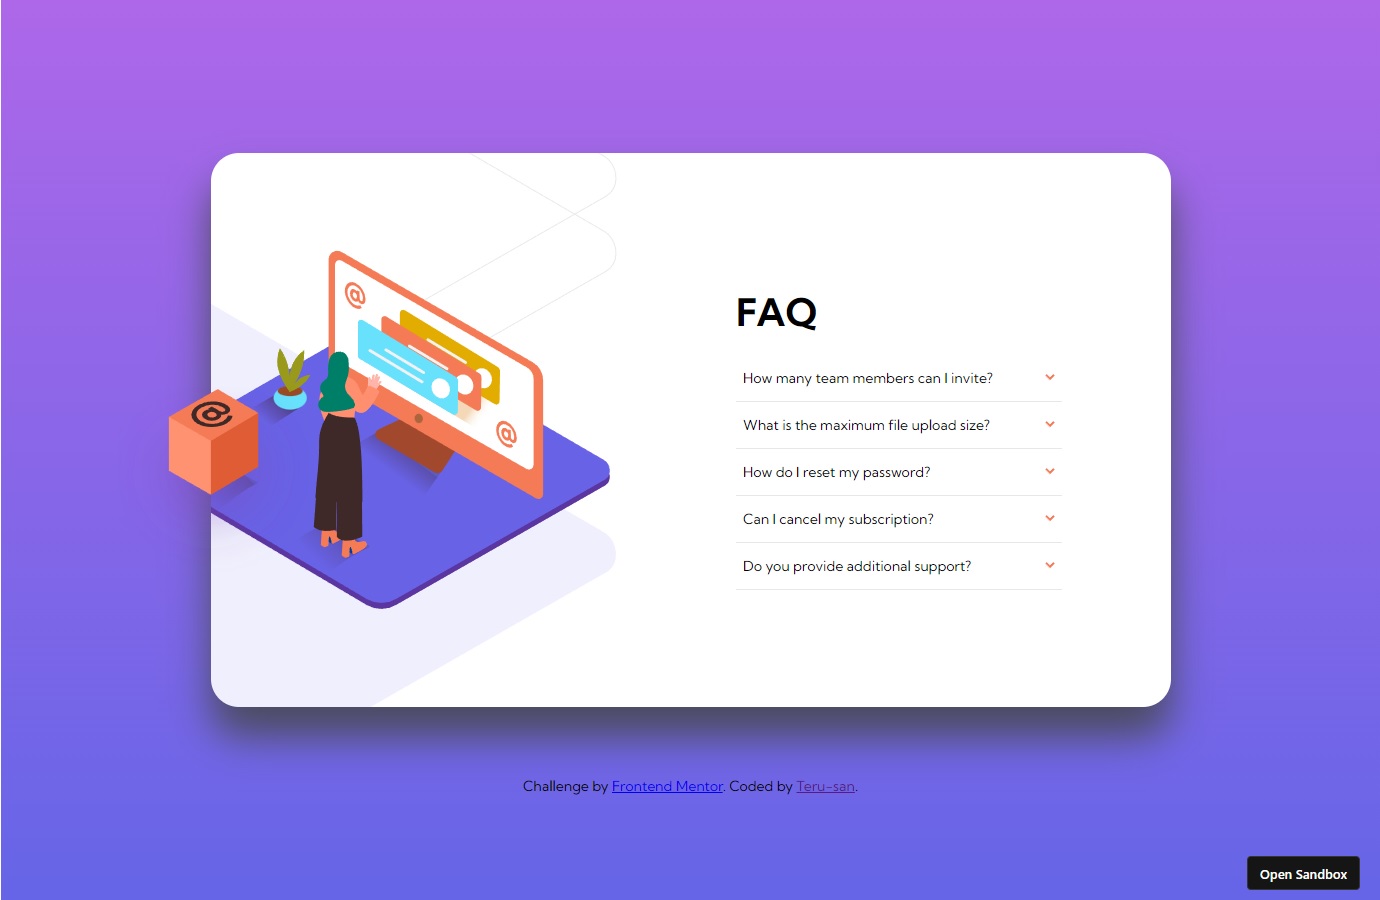 @
@
@
FAQ
How many team members can I invite?
What is the maximum file upload size?
How do I reset my password?
Can I cancel my subscription?
Do you provide additional support?
Challenge by Frontend Mentor. Coded by Teru-san.
Open Sandbox